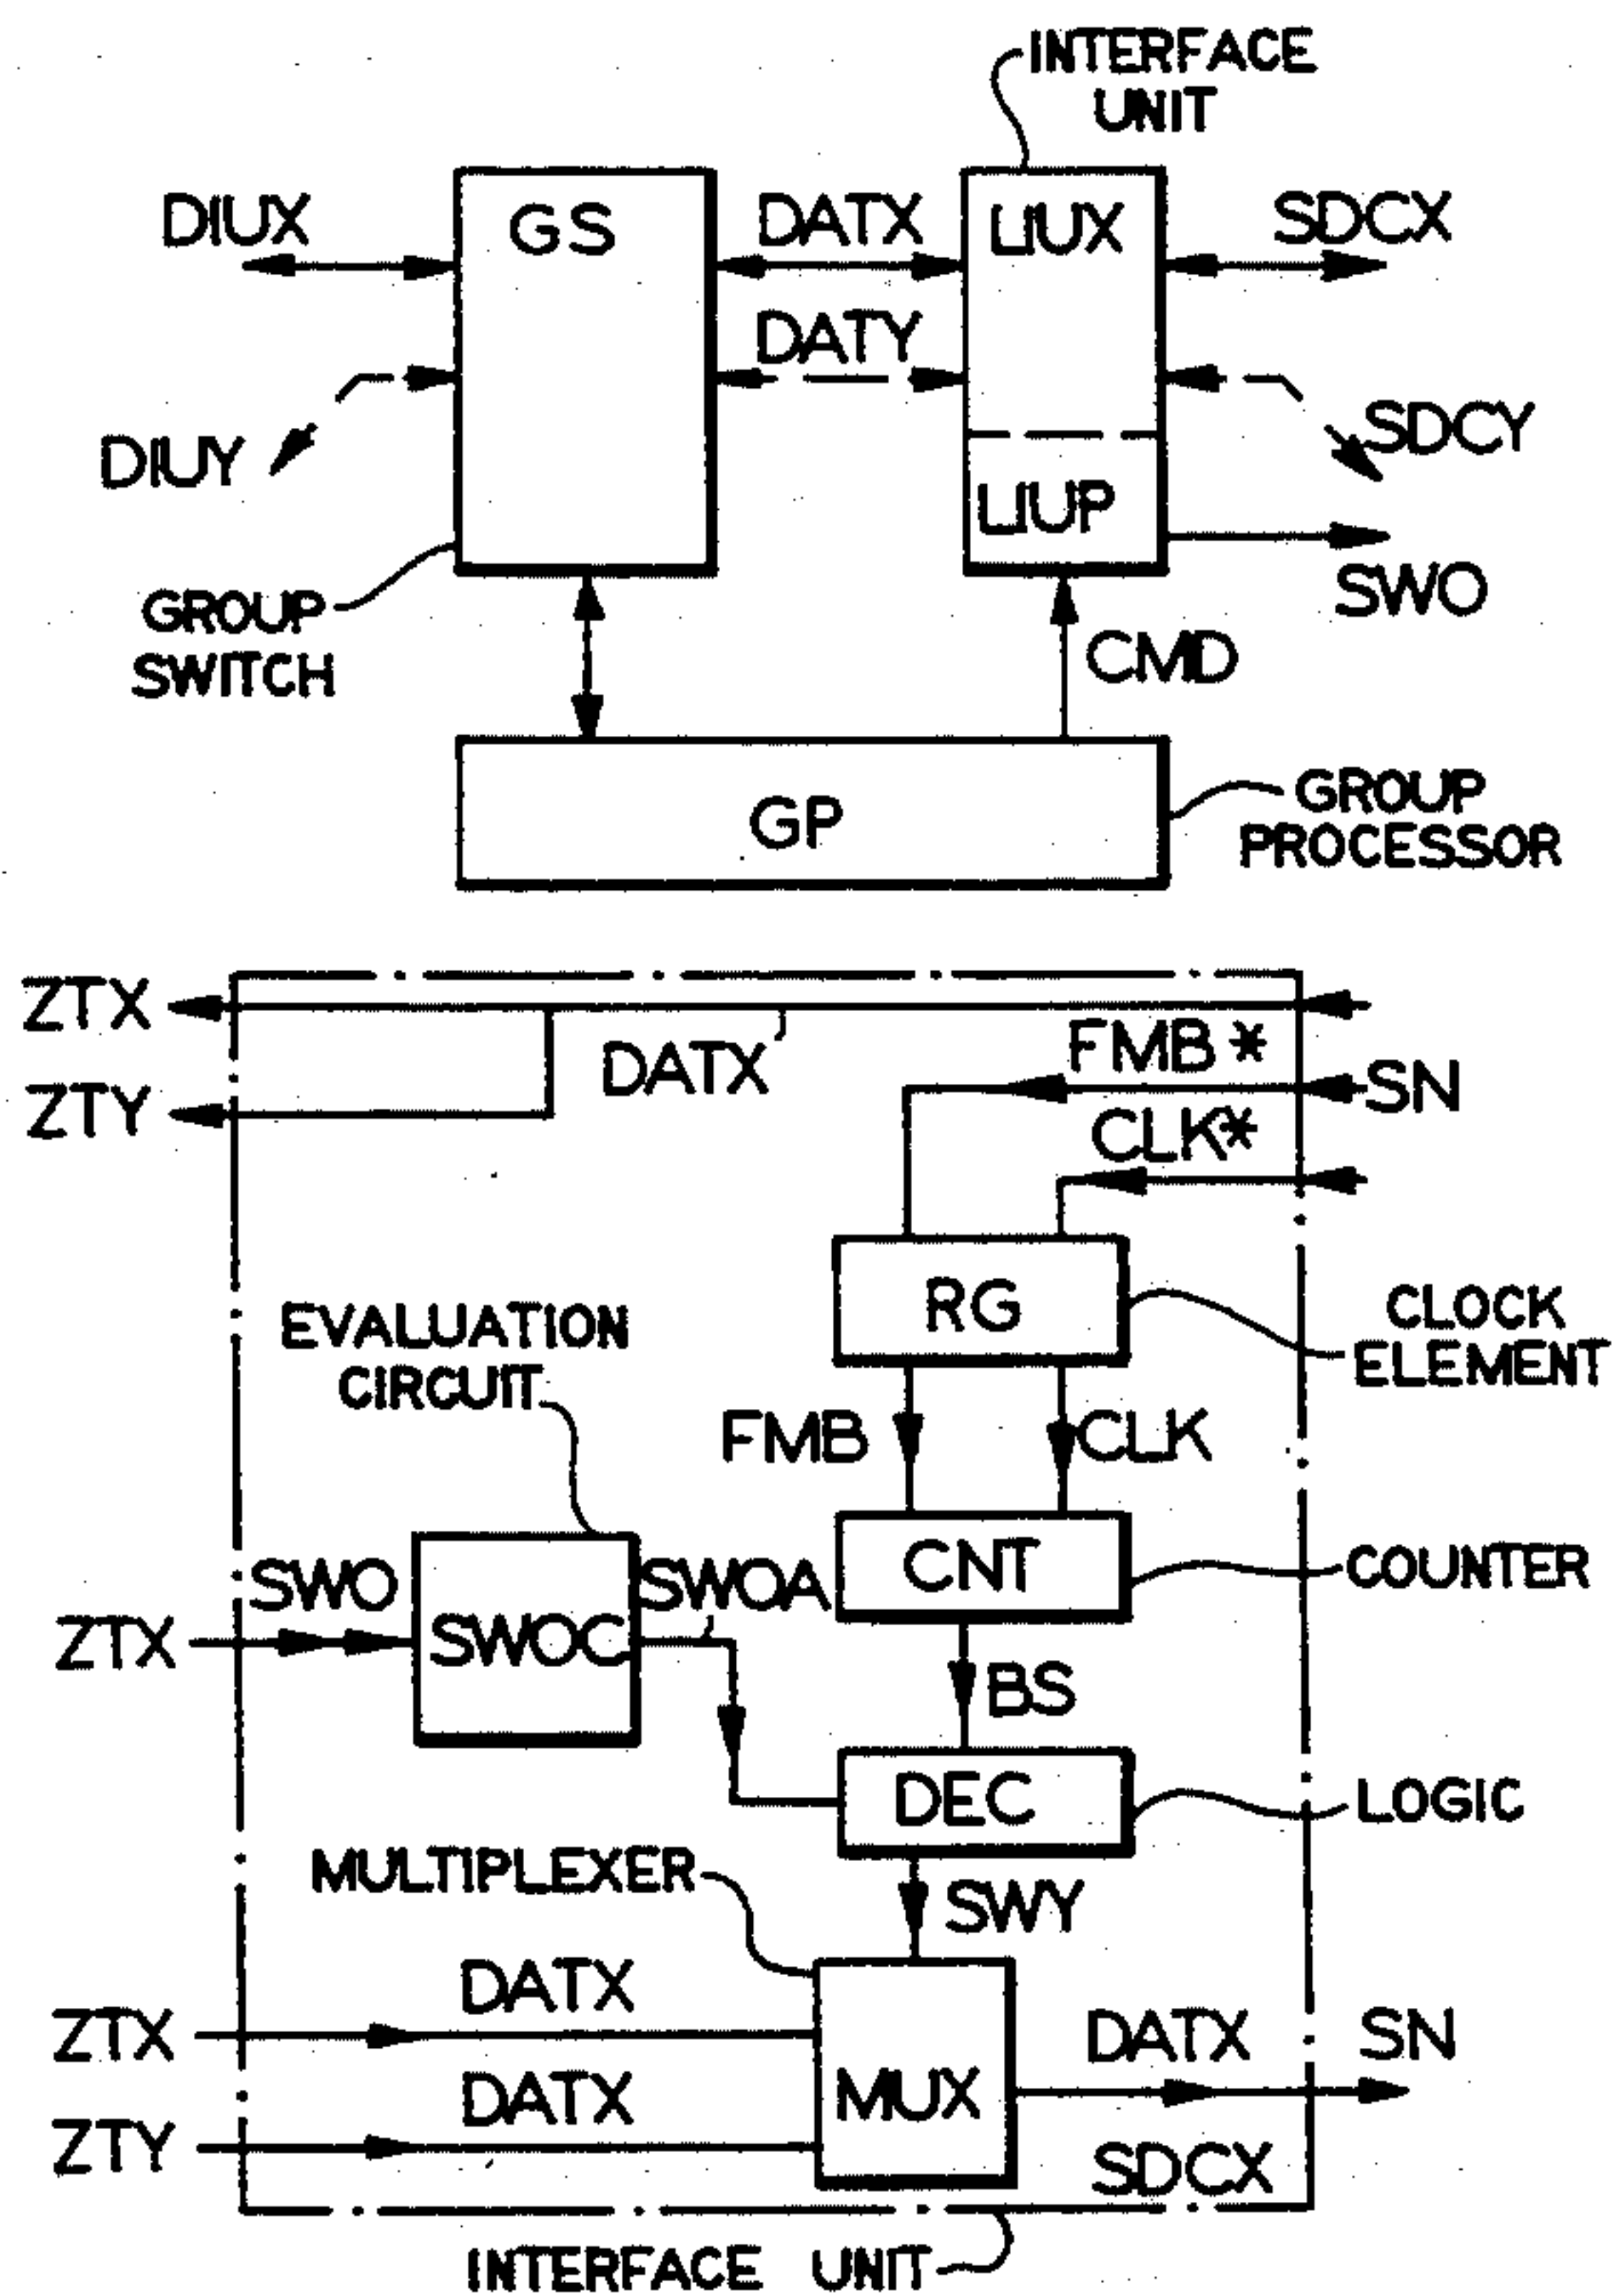 INTERFACE
UNIT
DIUX
GS
DATX
LIUX
SDCX
DATY
DIUY
SDCY
LIUP
SWO
GROUP
SWITCH
CMD
GP
GROUP
PROCESSOR
ZTX
DATX
FMB*
SN
ZTY
CLK*
RG
CLOCK
ELEMENT
EVALUATION
CIRCUIT
FMB
CLK
SWO
SWOA
CNT
COUNTER
ZTX
SWOC
BS
DEC
LOGIC
MULTIPLEXER
SWY
DATX
ZTX
DATX
SN
DATX
MUX
ZTY
SDCX
INTERFACE UNIT